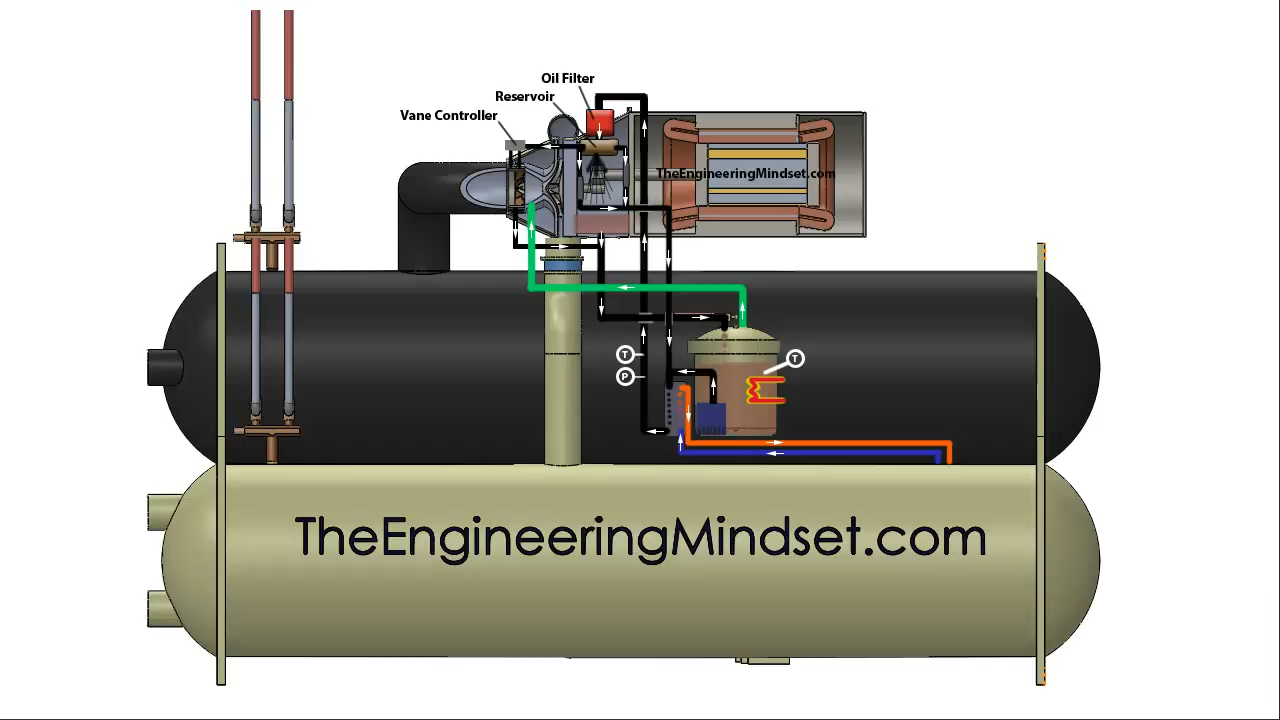 Oil Filter
Reservoir
Vane Controller
TheEngineeringMindset.com
T
P
T
TheEngineeringMindset.com